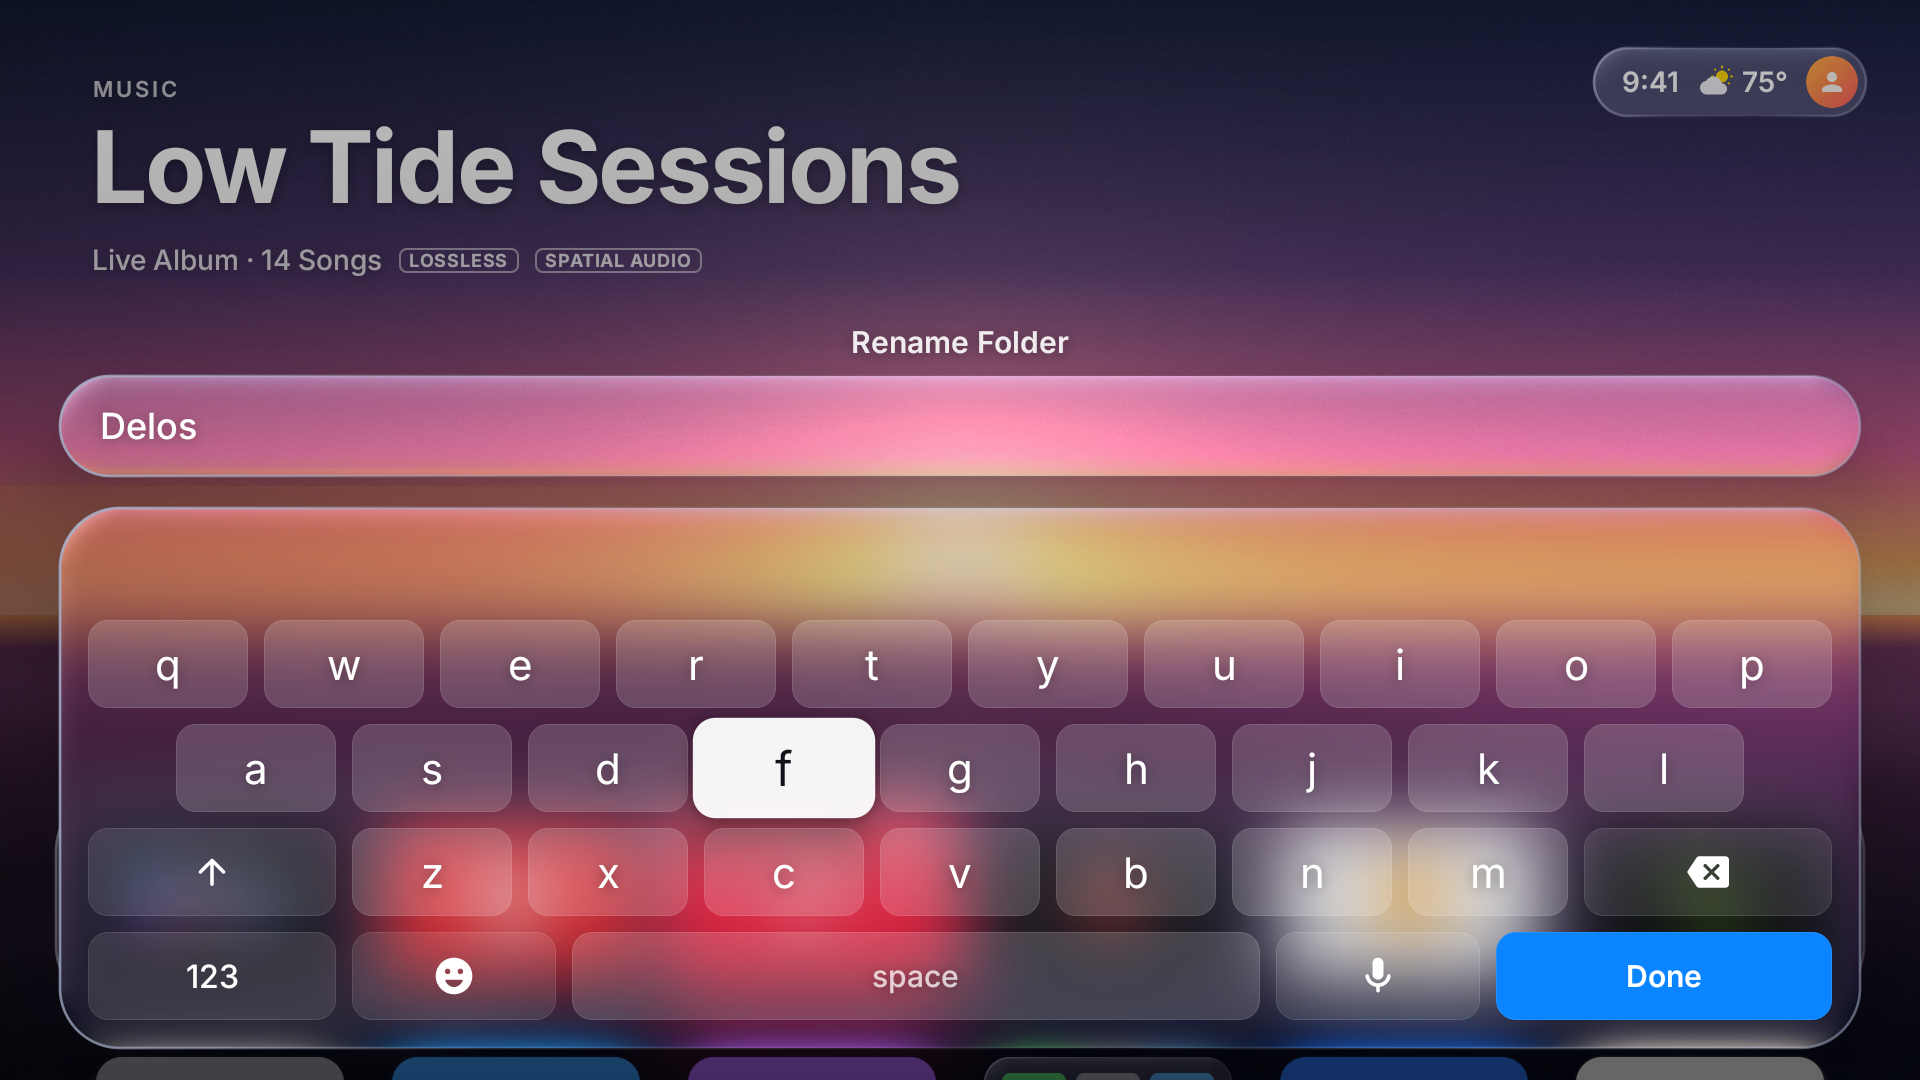 MUSIC
9:41 75°
Low Tide Sessions
Live Album · 14 Songs LOSSLESS SPATIAL AUDIO
Rename Folder
Delos
q w e r t y u i o p
a s d f g h j k l
z x c v b n m
123 space Done